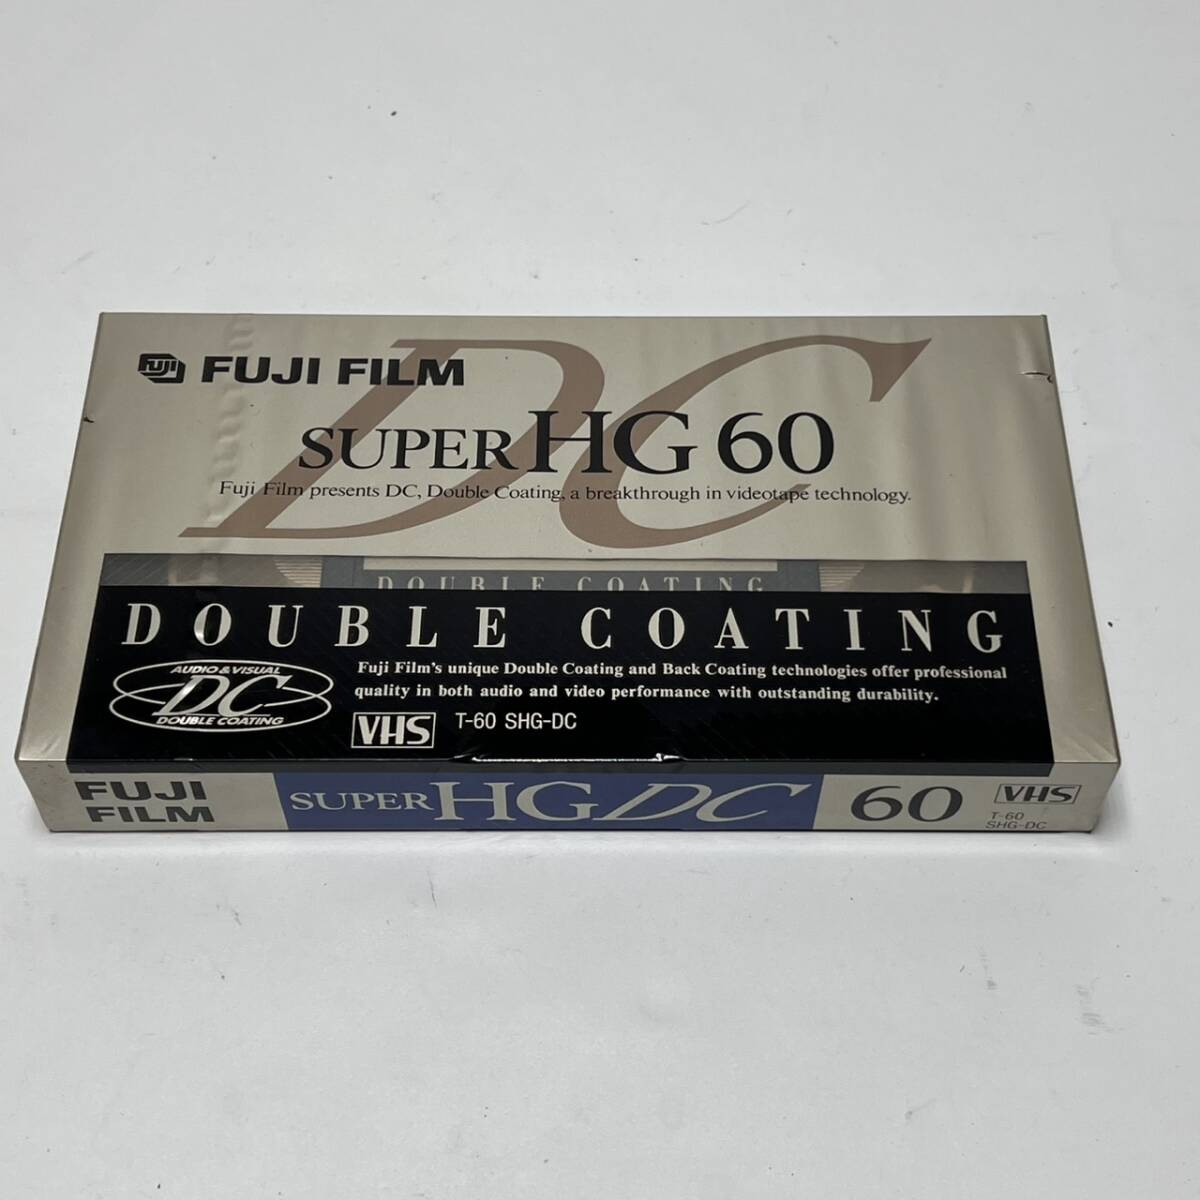 FUJI FUJI FILM
DC
SUPER HG 60
Fuji Film presents DC, Double Coating, a breakthrough in videotape technology.
DOUBLE COATING
DOUBLE COATING
AUDIO & VISUAL
DC
DOUBLE COATING
Fuji Film's unique Double Coating and Back Coating technologies offer professional
quality in both audio and video performance with outstanding durability.
VHS T-60 SHG-DC
FUJI
FILM
SUPER HG DC
60
VHS
T-60
SHG-DC